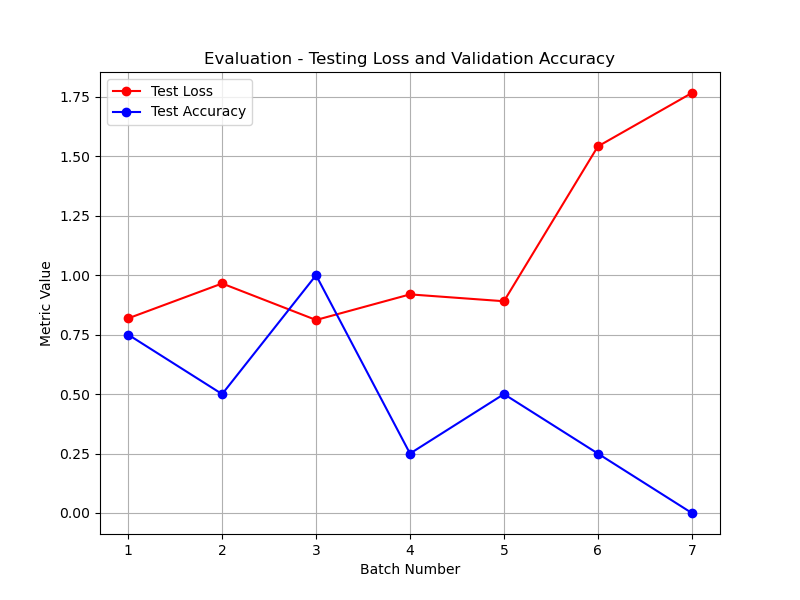 Evaluation - Testing Loss and Validation Accuracy
Test Loss
Test Accuracy
1.75
1.50
1.25
1.00
0.75
0.50
0.25
0.00
Metric Value
1 2 3 4 5 6 7
Batch Number